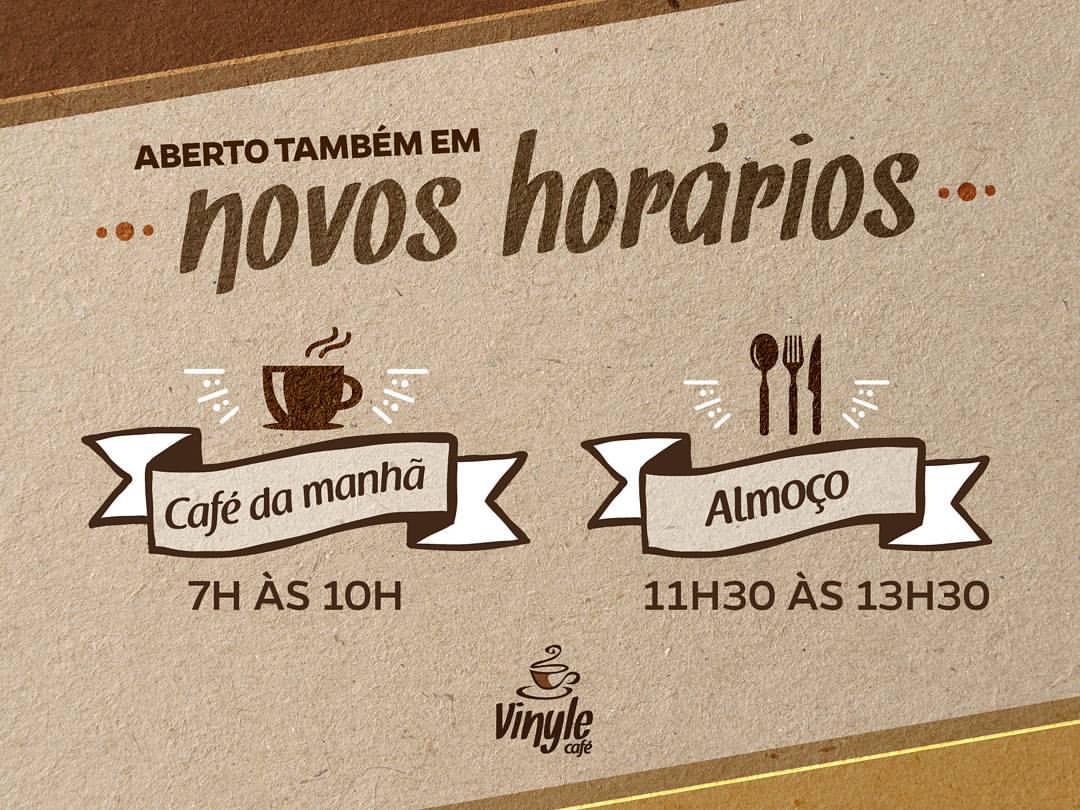 ABERTO TAMBÉM EM
novos horários
Café da manhã
7H ÀS 10H
Almoço
11H30 ÀS 13H30
Vinyle
café